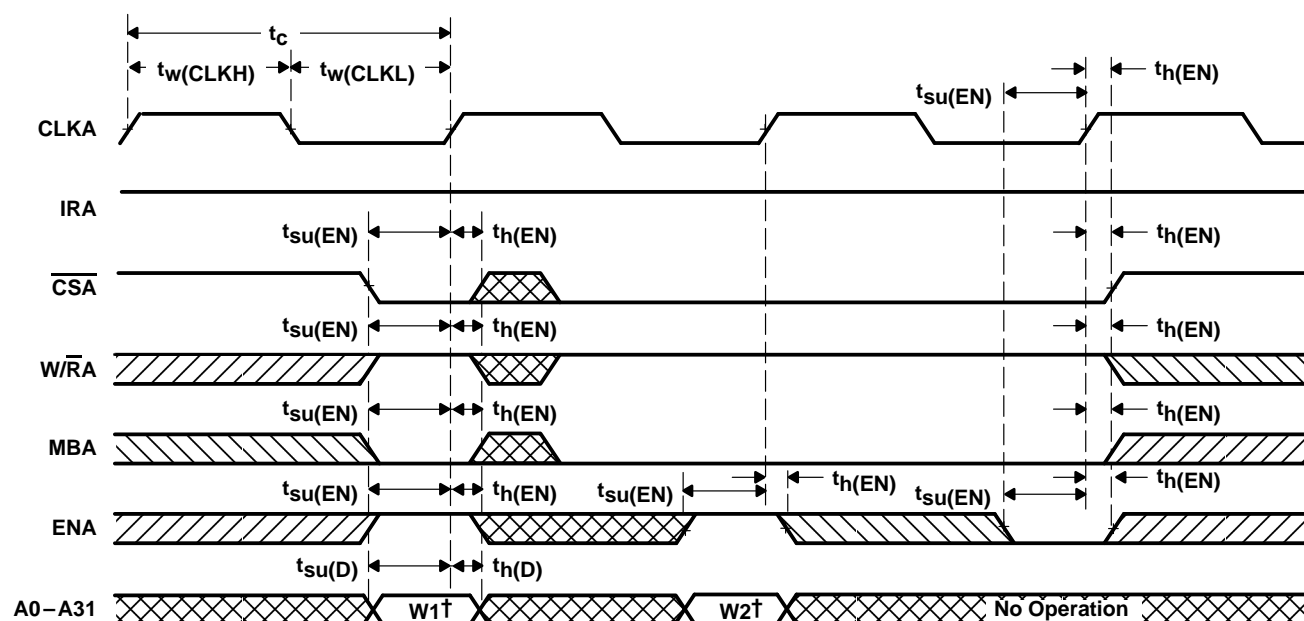 tc
tw(CLKH) tw(CLKL) th(EN)
tsu(EN)
CLKA
IRA
tsu(EN) th(EN) th(EN)
CSA
tsu(EN) th(EN) th(EN)
W/RA
tsu(EN) th(EN) th(EN)
MBA
tsu(EN) th(EN) tsu(EN) th(EN) tsu(EN) th(EN)
ENA
tsu(D) th(D)
A0–A31 W1† W2† No Operation